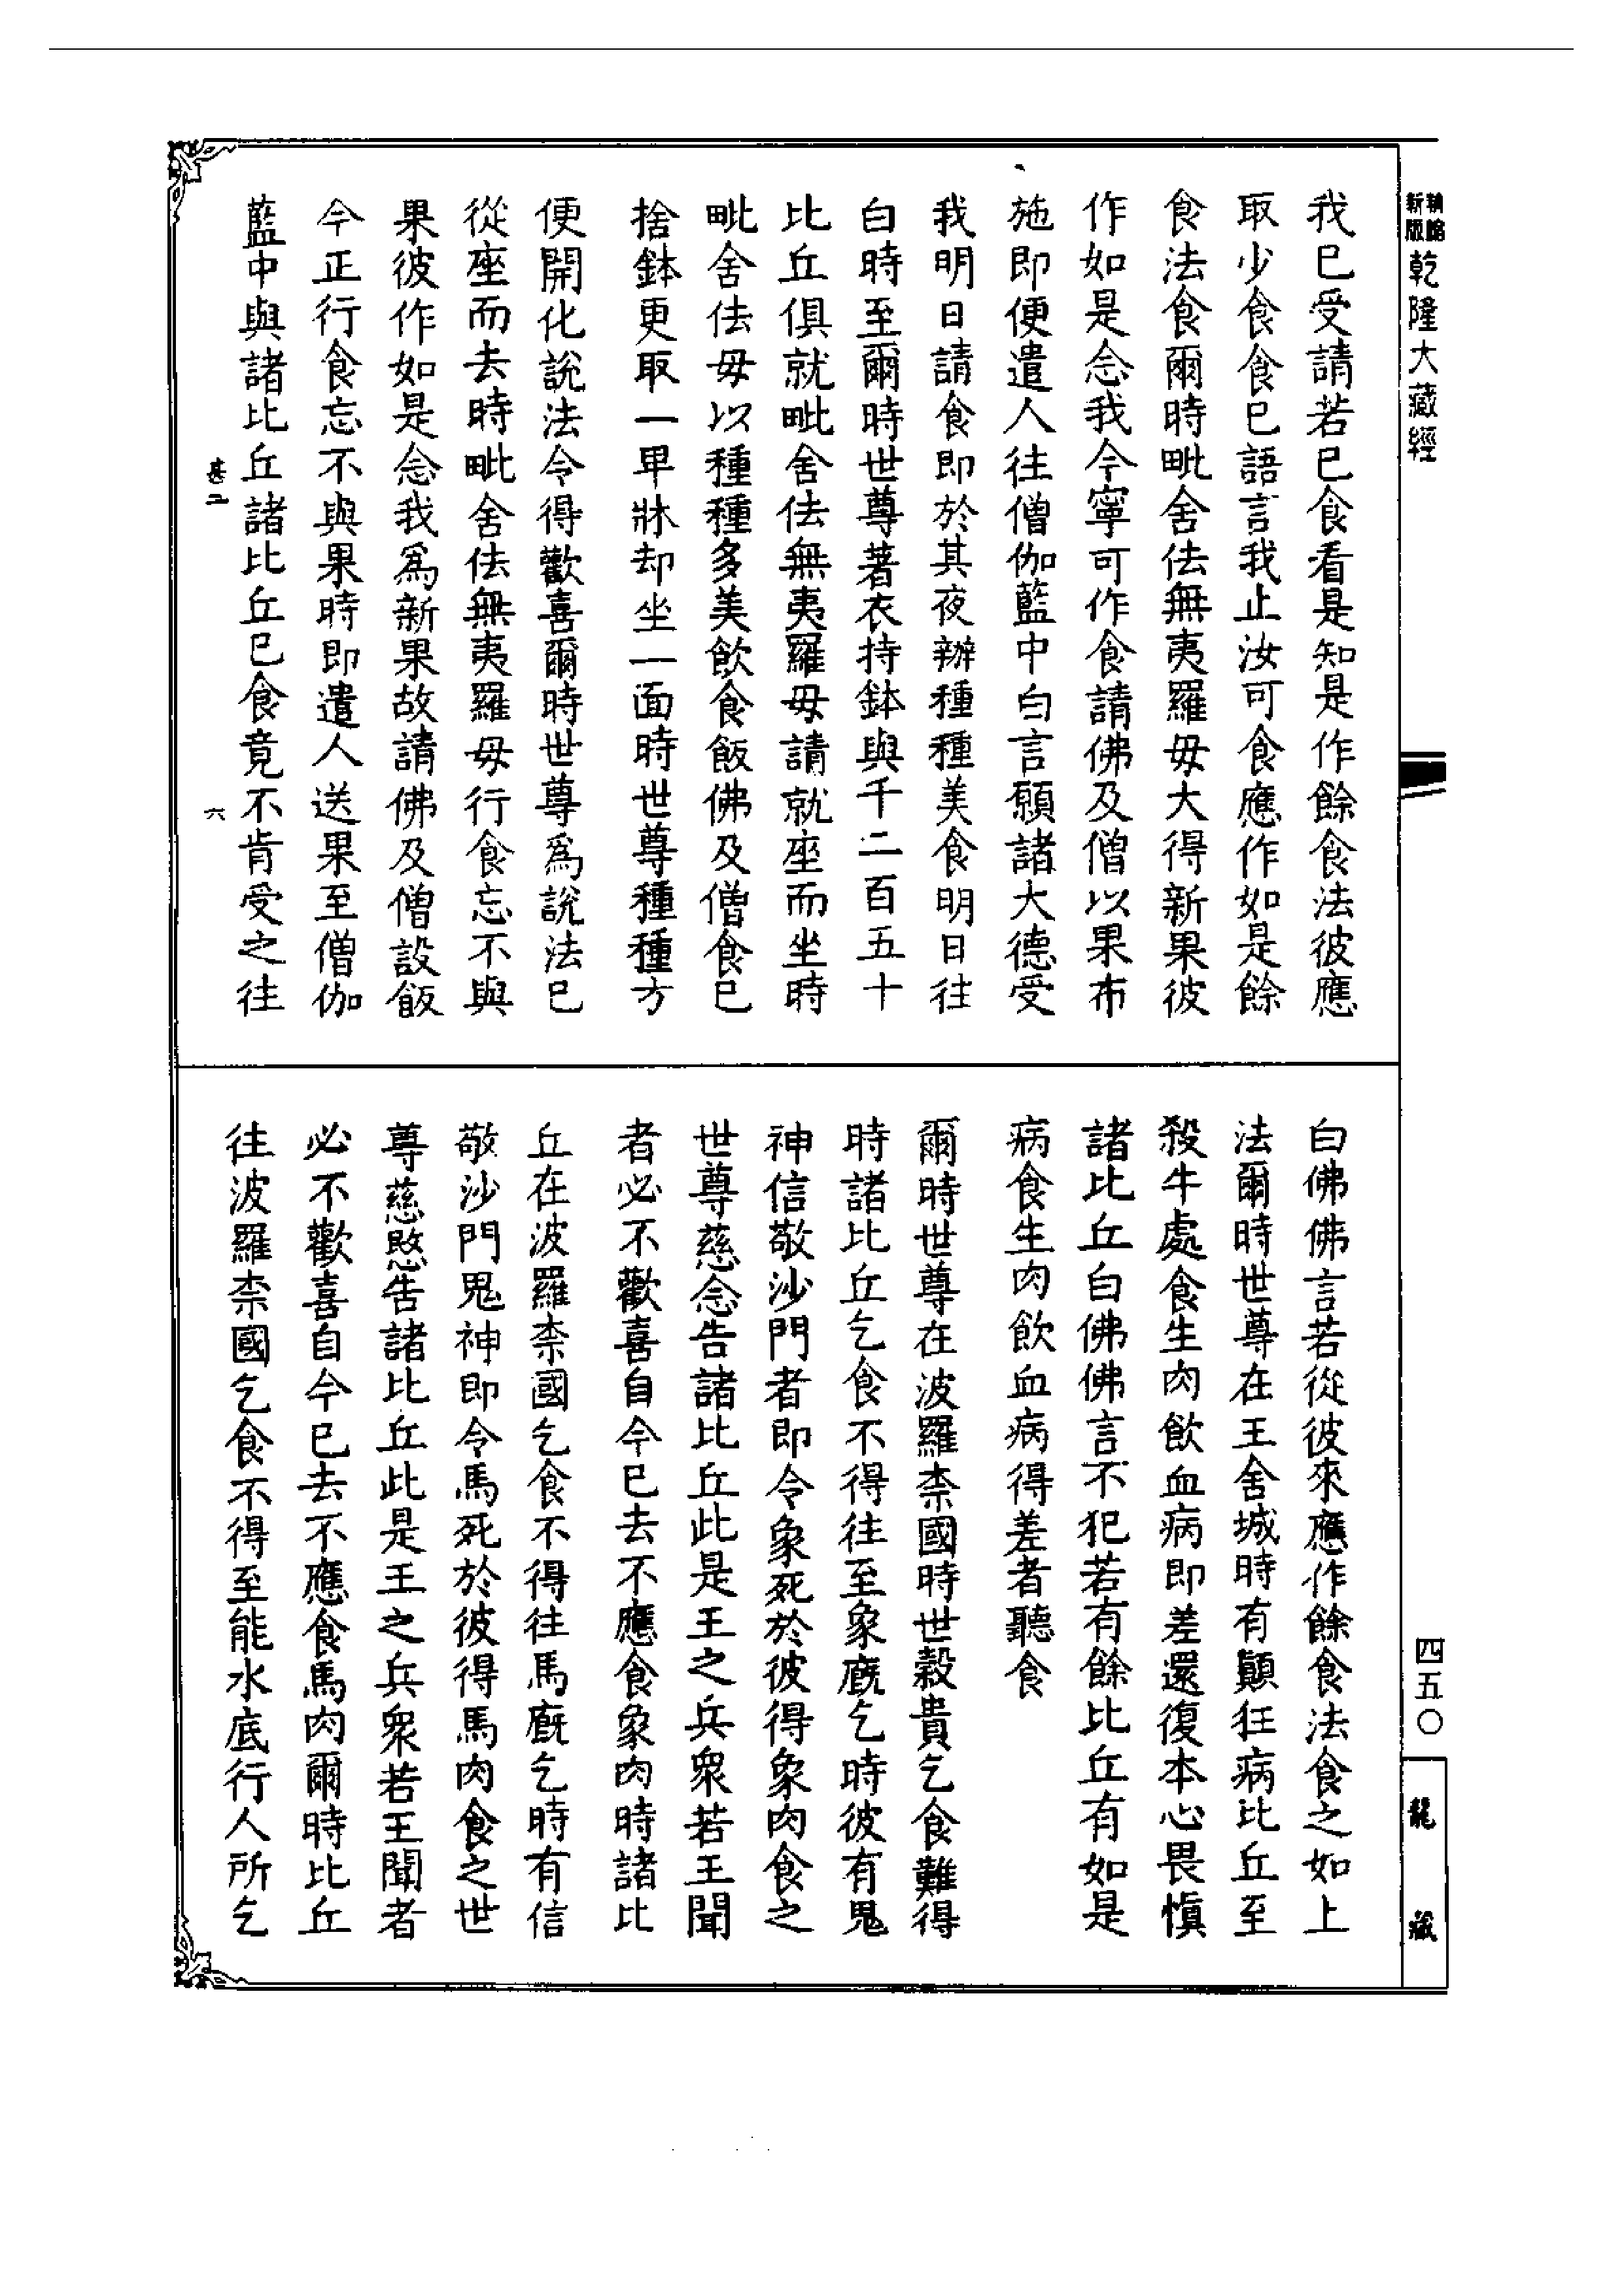 新編
縮版
乾隆大藏經
四五〇
龍藏
我已受請若已食看是知是作餘食法彼應
取少食食已語言我止汝可食應作如是餘
食法食爾時毗舍佉無夷羅母大得新果彼
作如是念我今寧可作食請佛及僧以果布
施即便遣人往僧伽藍中白言願諸大德受
我明日請食即於其夜辦種種美食明日往
白時至爾時世尊著衣持鉢與千二百五十
比丘俱就毗舍佉無夷羅母請就座而坐時
毗舍佉母以種種多美飲食飯佛及僧食已
捨鉢更取一卑牀却坐一面時世尊種種方
便開化說法令得歡喜爾時世尊為說法已
從座而去時毗舍佉無夷羅母行食忘不與
果彼作如是念我為新果故請佛及僧設飯
今正行食忘不與果時即遣人送果至僧伽
藍中與諸比丘諸比丘已食竟不肯受之往
甚二
六
白佛佛言若從彼來應作餘食法食之如上
法爾時世尊在王舍城時有顛狂病比丘至
殺牛處食生肉飲血病即差還復本心畏慎
諸比丘白佛佛言不犯若有餘比丘有如是
病食生肉飲血病得差者聽食
爾時世尊在波羅柰國時世穀貴乞食難得
時諸比丘乞食不得往至象廄乞時彼有鬼
神信敬沙門者即令象死於彼得象肉食之
世尊慈念告諸比丘此是王之兵眾若王聞
者必不歡喜自今已去不應食象肉時諸比
丘在波羅柰國乞食不得往馬廄乞時有信
敬沙門鬼神即令馬死於彼得馬肉食之世
尊慈愍告諸比丘此是王之兵眾若王聞者
必不歡喜自今已去不應食馬肉爾時比丘
往波羅柰國乞食不得至能水底行人所乞